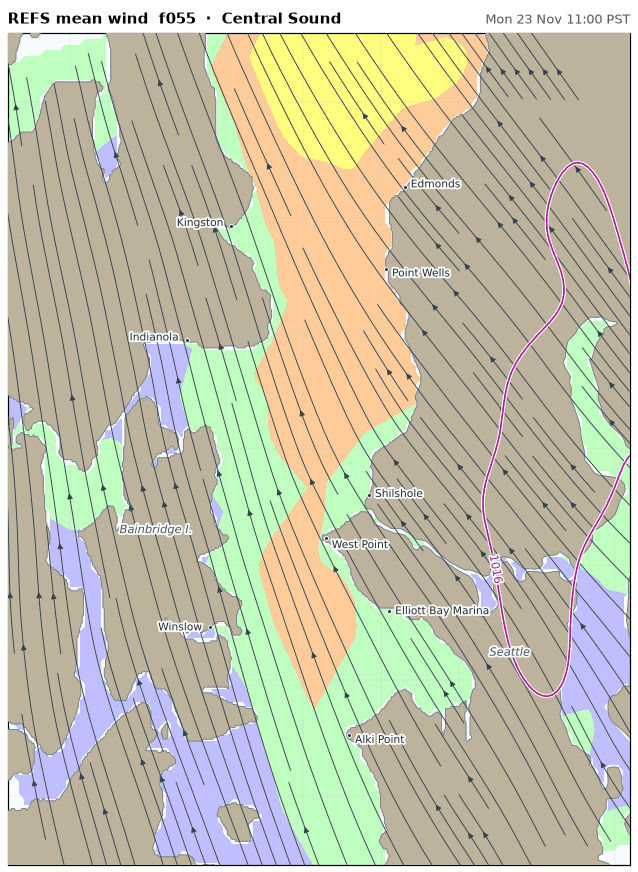 REFS mean wind f055 · Central Sound
Mon 23 Nov 11:00 PST
Edmonds
Kingston
Point Wells
Indianola
Shilshole
Bainbridge I.
West Point
1016
Elliott Bay Marina
Winslow
Seattle
Alki Point